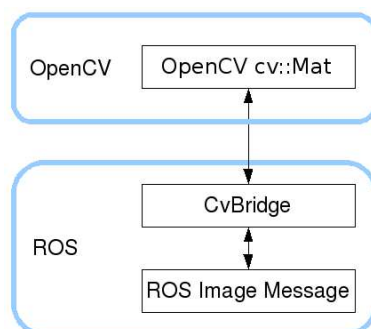 OpenCV
OpenCV cv::Mat
CvBridge
ROS
ROS Image Message